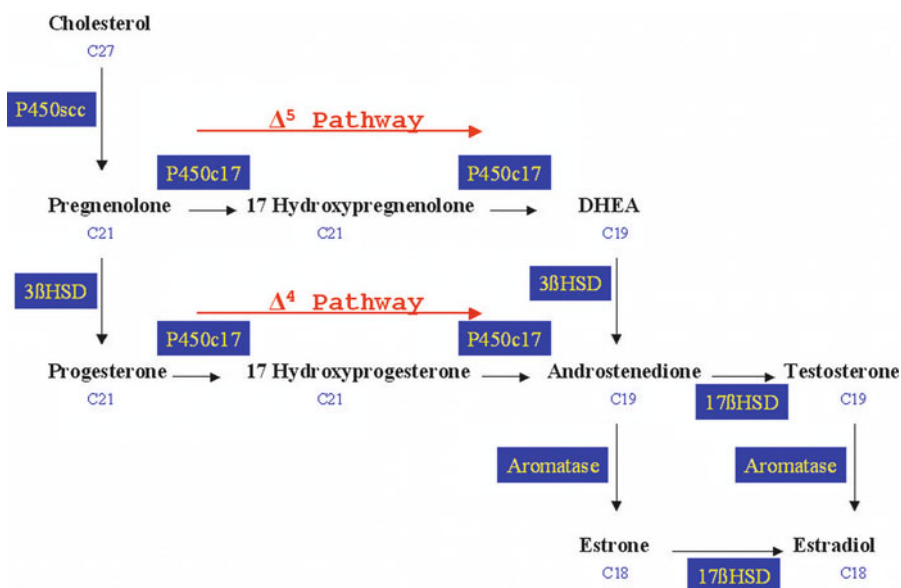 Cholesterol
C27
P450scc
Δ⁵ Pathway
P450c17
P450c17
Pregnenolone
17 Hydroxypregnenolone
DHEA
C21
C21
C19
3ßHSD
Δ⁴ Pathway
3ßHSD
P450c17
P450c17
Progesterone
17 Hydroxyprogesterone
Androstenedione
Testosterone
C21
C21
C19
17ßHSD
C19
Aromatase
Aromatase
Estrone
Estradiol
C18
17ßHSD
C18